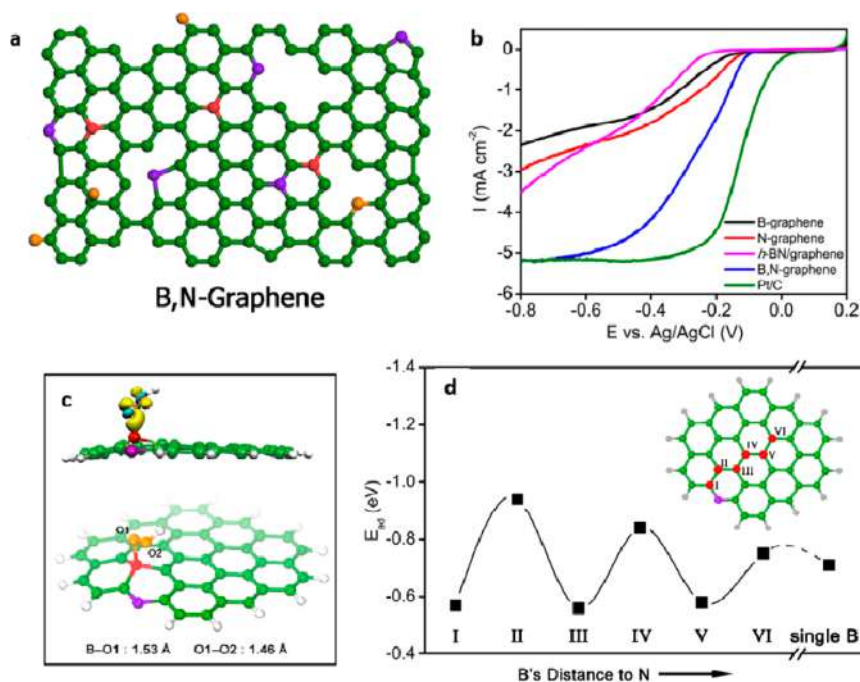 a
B,N-Graphene
b
0
-1
-2
-3
-4
-5
-6
I (mA cm⁻²)
B-graphene
N-graphene
h-BN/graphene
B,N-graphene
Pt/C
-0.8 -0.6 -0.4 -0.2 0.0 0.2
E vs. Ag/AgCl (V)
c
O1
O2
B–O1 : 1.53 Å O1–O2 : 1.46 Å
d
-1.4
-1.2
-1.0
-0.8
-0.6
-0.4
E_ad (eV)
VI
IV V
II III
I
I II III IV V VI single B
B's Distance to N